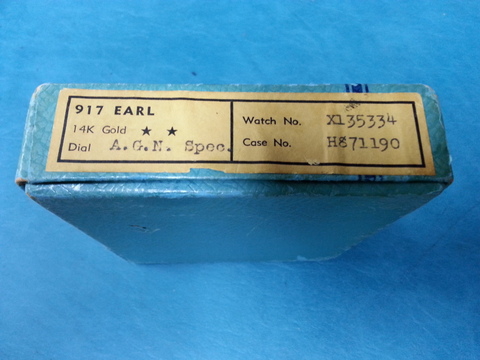 917 EARL
14K Gold ★ ★
Dial A.G.N. Spec.
Watch No. X135334
Case No. H871190